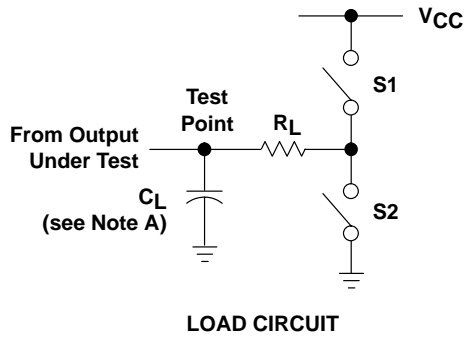 VCC
S1
Test
Point
RL
From Output
Under Test
CL
(see Note A)
S2
LOAD CIRCUIT